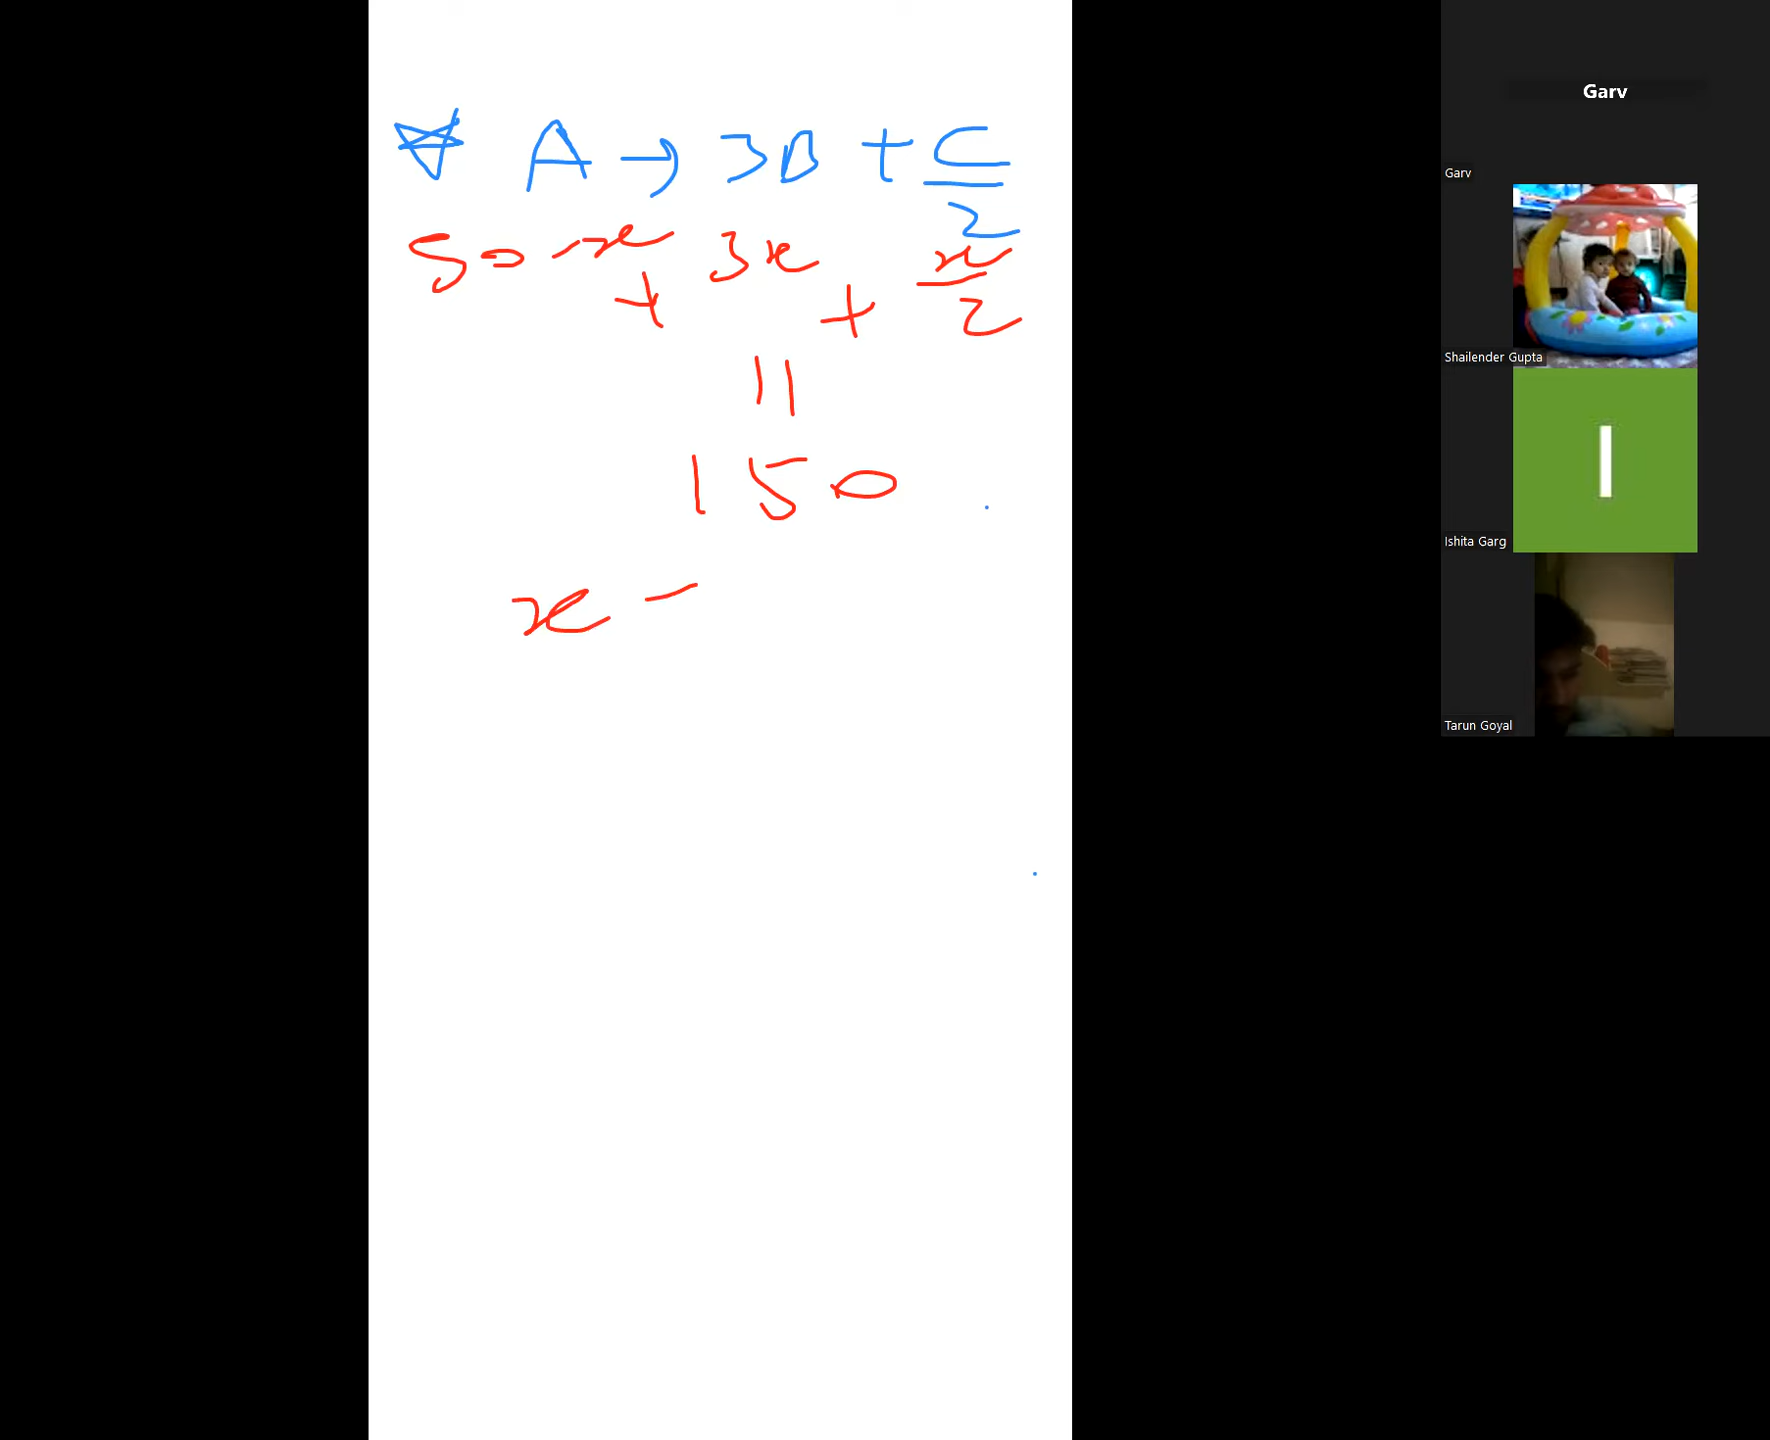 A → 3B + C/2
50 - x + 3x + x/2
=
150
x -
Garv
Garv
Shailender Gupta
I
Ishita Garg
Tarun Goyal